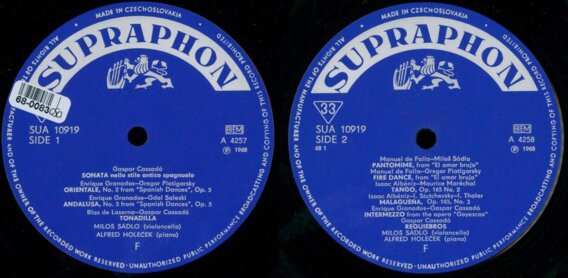 MADE IN CZECHOSLOVAKIA
SUPRAPHON
68-0083
SUA 10919
SIDE 1
BIEM
A 4257
Ⓟ 1968
Gaspar Cassadó
SONATA nello stile antico spagnuolo
Enrique Granados-Gregor Piatigorsky
ORIENTALE, No. 2 from "Spanish Dances", Op. 5
Enrique Granados-Gdal Saleski
ANDALUSA, No. 5 from "Spanish Dances", Op. 5
Blas de Laserna-Gaspar Cassadó
TONADILLA
MILOŠ SÁDLO (violoncello)
ALFRED HOLEČEK (piano)
F
ALL RIGHTS OF THE MANUFACTURER AND OF THE OWNER OF THE RECORDED WORK RESERVED-UNAUTHORIZED PUBLIC PERFORMANCE BROADCASTING AND COPYING OF THIS RECORD PROHIBITED
MADE IN CZECHOSLOVAKIA
SUPRAPHON
33
SUA 10919
SIDE 2
68 1
BIEM
A 4258
Ⓟ 1968
Manuel de Falla-Miloš Sádlo
PANTOMIME, from "El amor brujo"
Manuel de Falla-Gregor Piatigorsky
FIRE DANCE, from "El amor brujo"
Isaac Albéniz-Maurice Maréchal
TANGO, Op. 165 No. 2
Isaac Albéniz-J. Stutchevsky-I. Thaler
MALAGUEÑA, Op. 165, No. 3
Enrique Granados-Gaspar Cassadó
INTERMEZZO from the opera "Goyescas"
Gaspar Cassadó
REQUIEBROS
MILOŠ SÁDLO (violoncello)
ALFRED HOLEČEK (piano)
F
ALL RIGHTS OF THE MANUFACTURER AND OF THE OWNER OF THE RECORDED WORK RESERVED-UNAUTHORIZED PUBLIC PERFORMANCE BROADCASTING AND COPYING OF THIS RECORD PROHIBITED